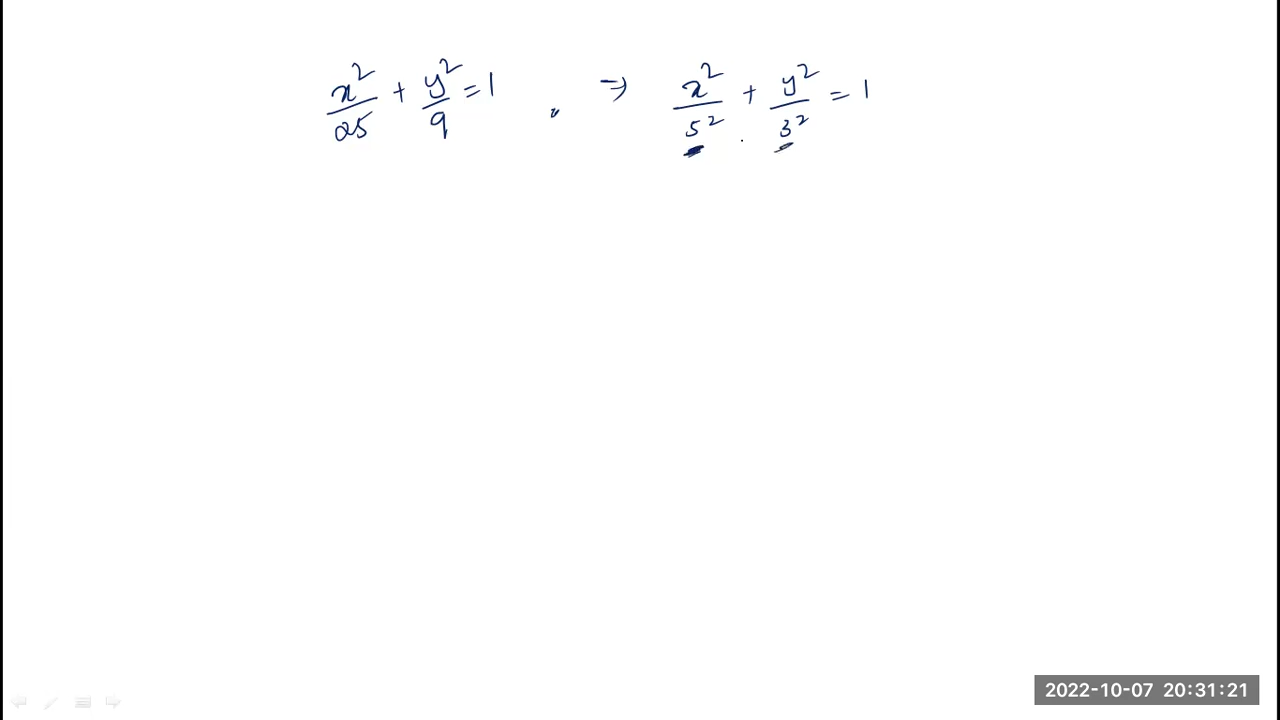 x²/25 + y²/9 = 1 , ⇒ x²/5² + y²/3² = 1
2022-10-07 20:31:21